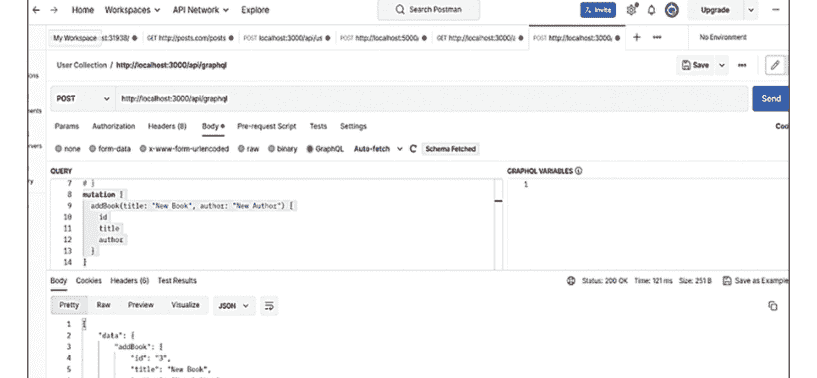 Home Workspaces API Network Explore Search Postman Invite Upgrade
My Workspace st:31938/ GET http://posts.com/posts POST localhost:3000/api/us POST http://localhost:5000/ GET http://localhost:3000/ POST http://localhost:3000/ + No Environment
User Collection / http://localhost:3000/api/graphql Save
POST http://localhost:3000/api/graphql Send
Params Authorization Headers (8) Body Pre-request Script Tests Settings Coo
none form-data x-www-form-urlencoded raw binary GraphQL Auto-fetch Schema Fetched
QUERY GRAPHQL VARIABLES
7 # } 1
8 mutation {
9 addBook(title: "New Book", author: "New Author") {
10 id
11 title
12 author
13 }
14 }
Body Cookies Headers (6) Test Results Status: 200 OK Time: 121 ms Size: 251 B Save as Example
Pretty Raw Preview Visualize JSON
1 {
2 "data": {
3 "addBook": {
4 "id": "3",
5 "title": "New Book",